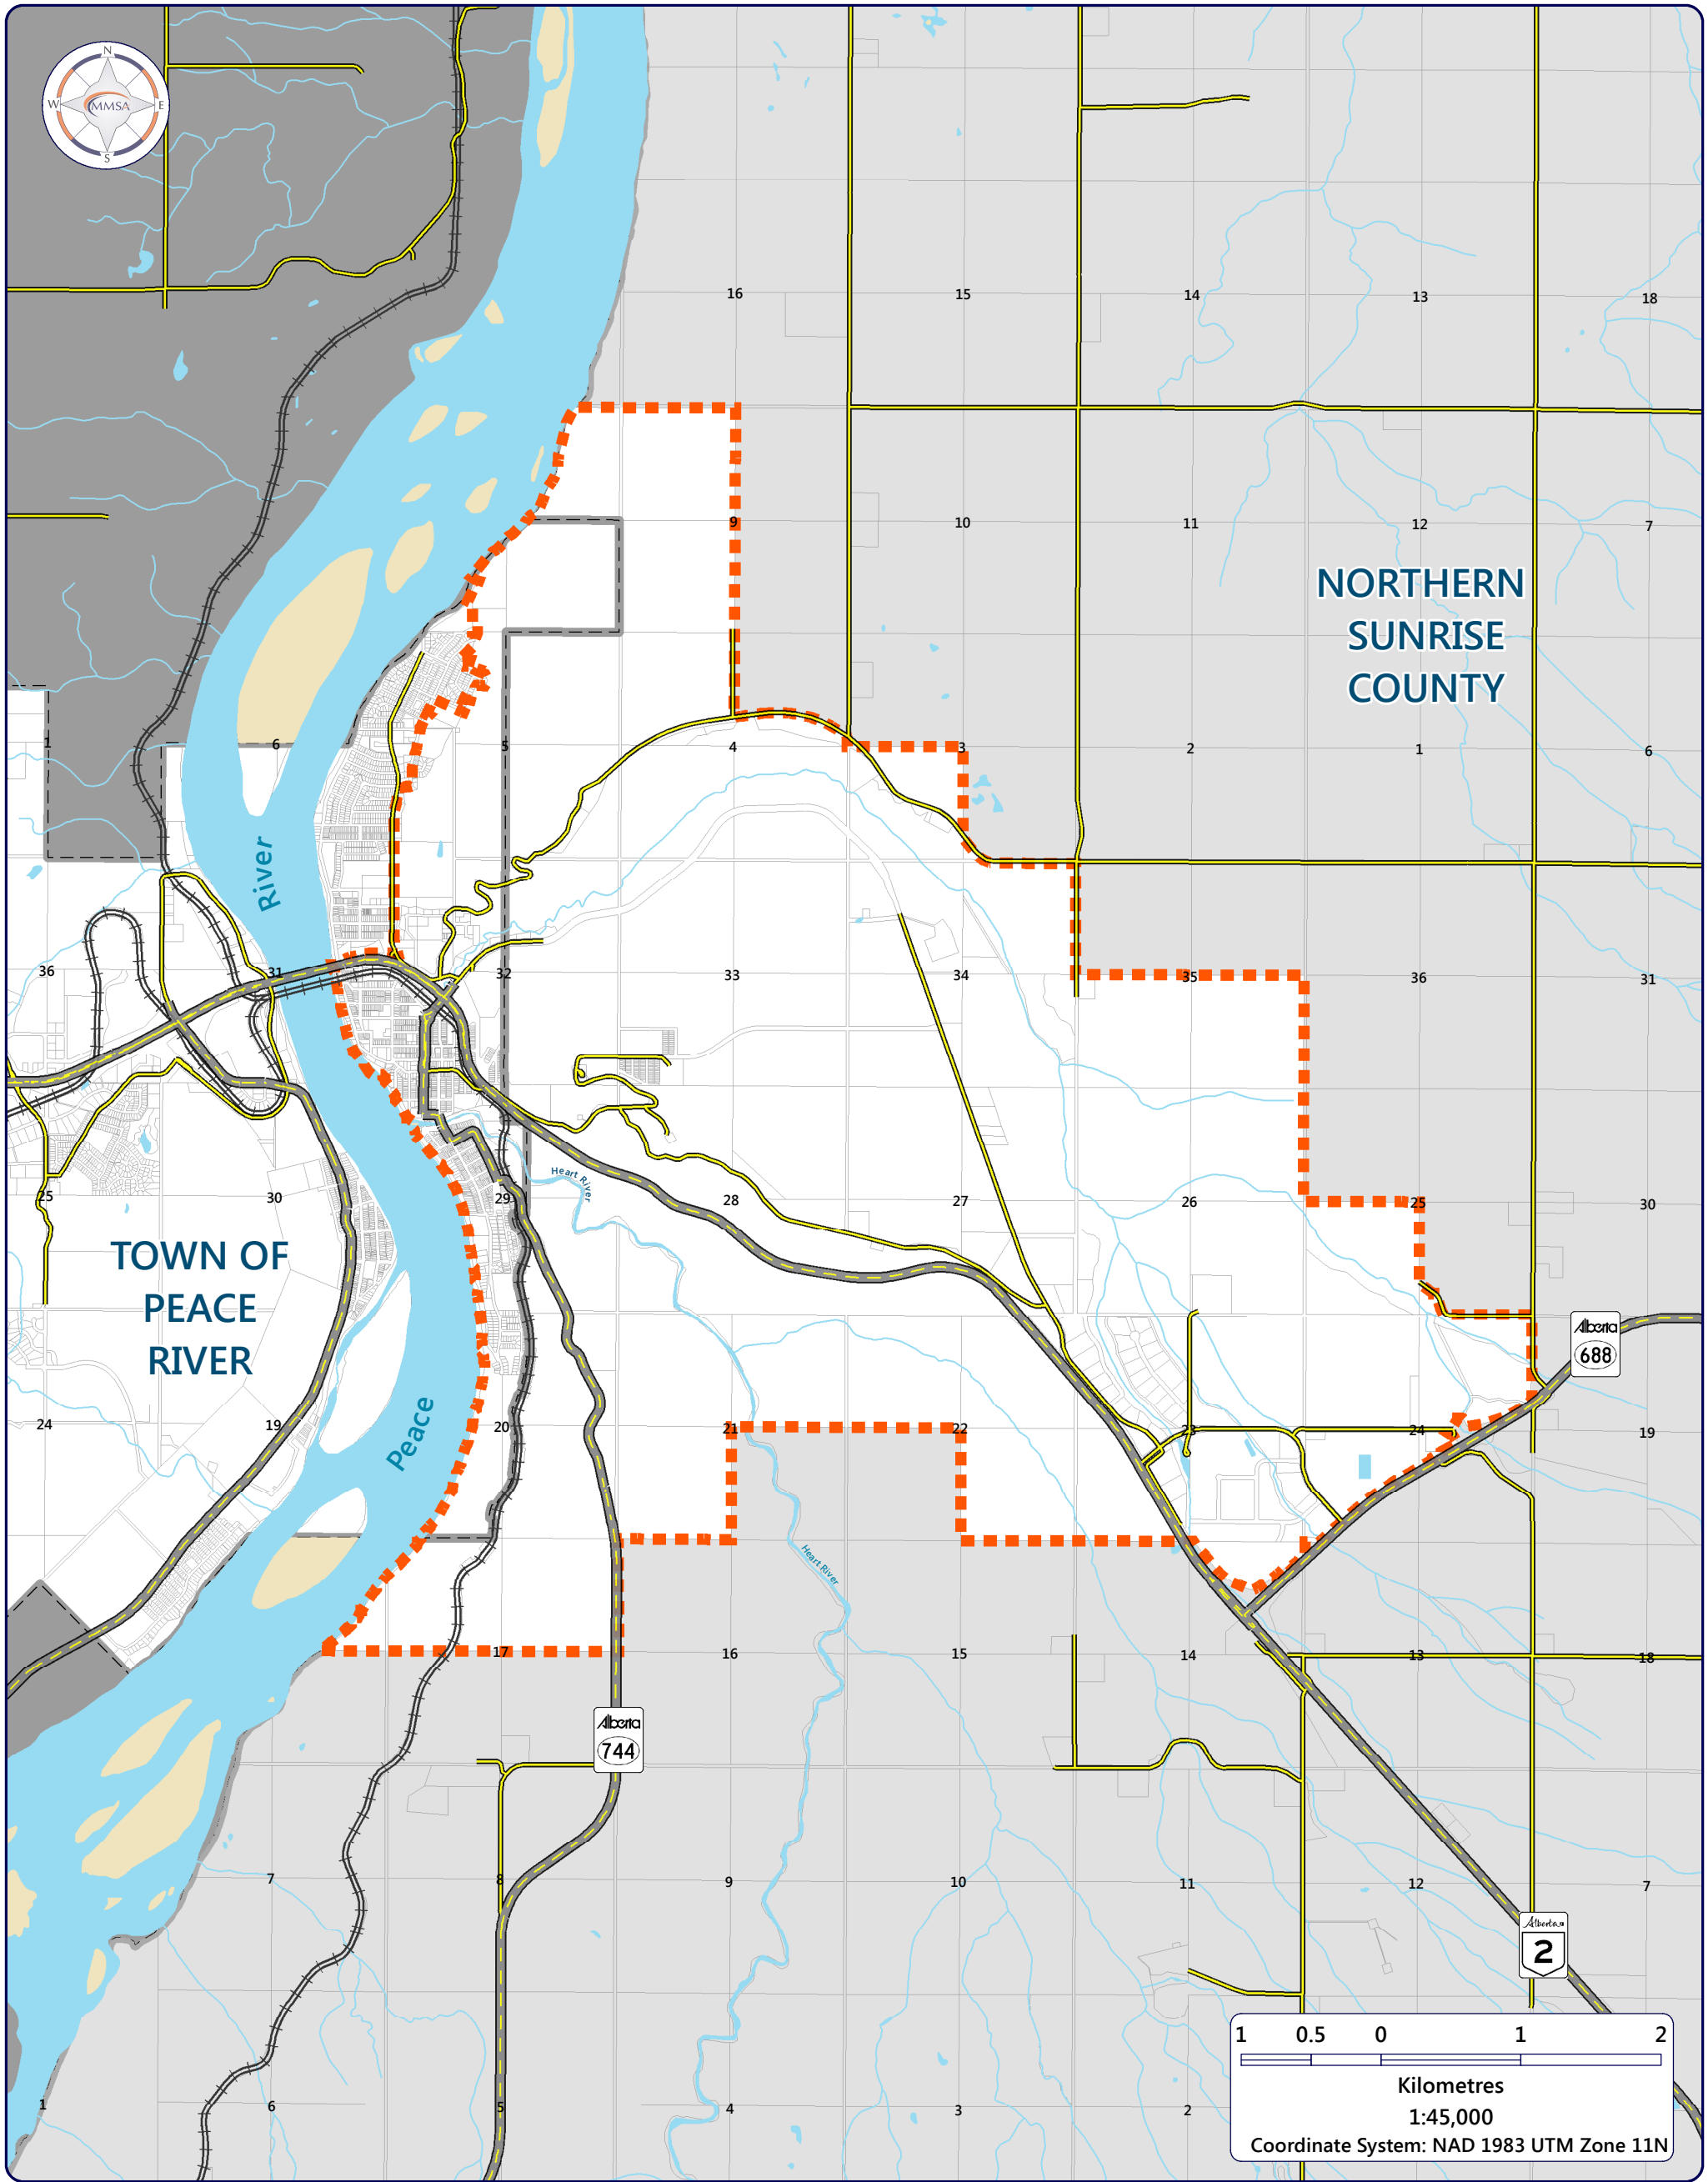 N
W MMSA E
S
16 15 14 13 18
9 10 11 12 7
NORTHERN
SUNRISE
COUNTY
1 6 5 4 3 2 1 6
River
36 31 32 33 34 35 36 31
Heart River
25 30 29 28 27 26 25 30
TOWN OF
PEACE
RIVER
Alberta
688
Peace
24 19 20 21 22 23 24 19
Heart River
17 16 15 14 13 18
Alberta
744
7 8 9 10 11 12 7
Alberta
2
1 0.5 0 1 2
Kilometres
1:45,000
Coordinate System: NAD 1983 UTM Zone 11N
1 6 5 4 3 2